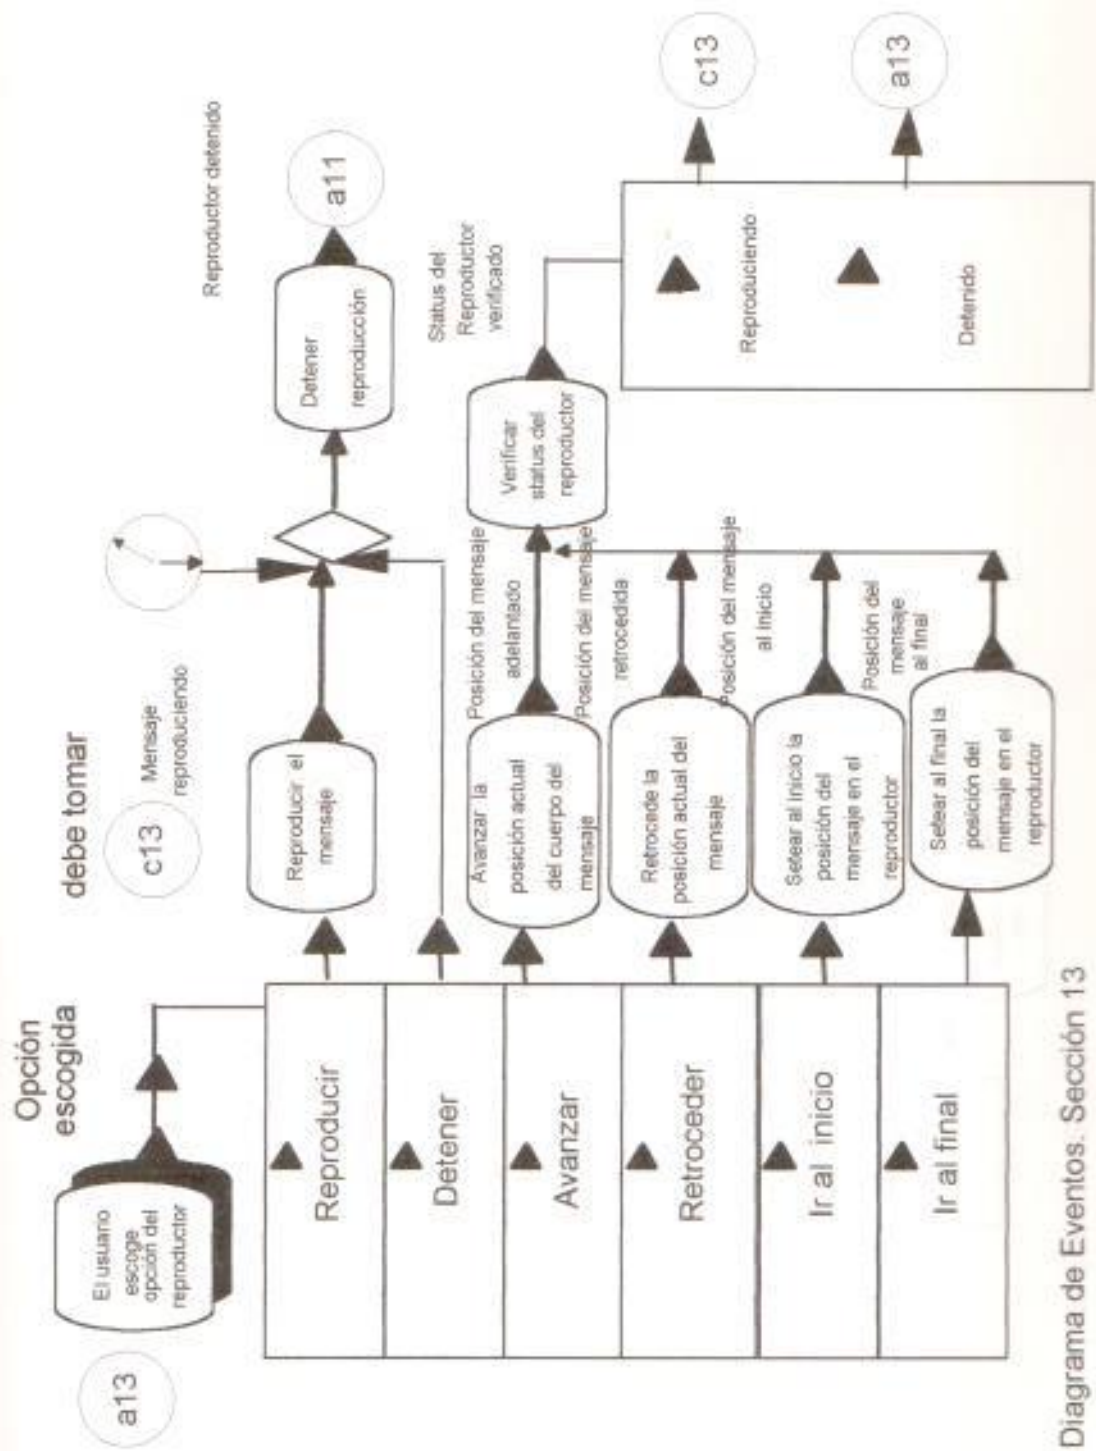 Opción
escogida
debe tomar
a13
El usuario
escoge
opción del
reproductor
c13
Mensaje
reproduciendo
Reproductor detenido
Reproducir
Reproducir el
mensaje
Detener
reproducción
a11
Detener
Avanzar
Avanzar la
posición actual
del cuerpo del
mensaje
Posición del mensaje
adelantado
Verificar
status del
reproductor
Status del
Reproductor
verificado
Retroceder
Retrocede la
posición actual del
mensaje
Posición del mensaje
retrocedida
Reproduciendo
c13
Ir al inicio
Setear al inicio la
posición del
mensaje en el
reproductor
Posición del mensaje
al inicio
Detenido
a13
Ir al final
Setear al final la
posición del
mensaje en el
reproductor
Posición del
mensaje
al final
Diagrama de Eventos. Sección 13